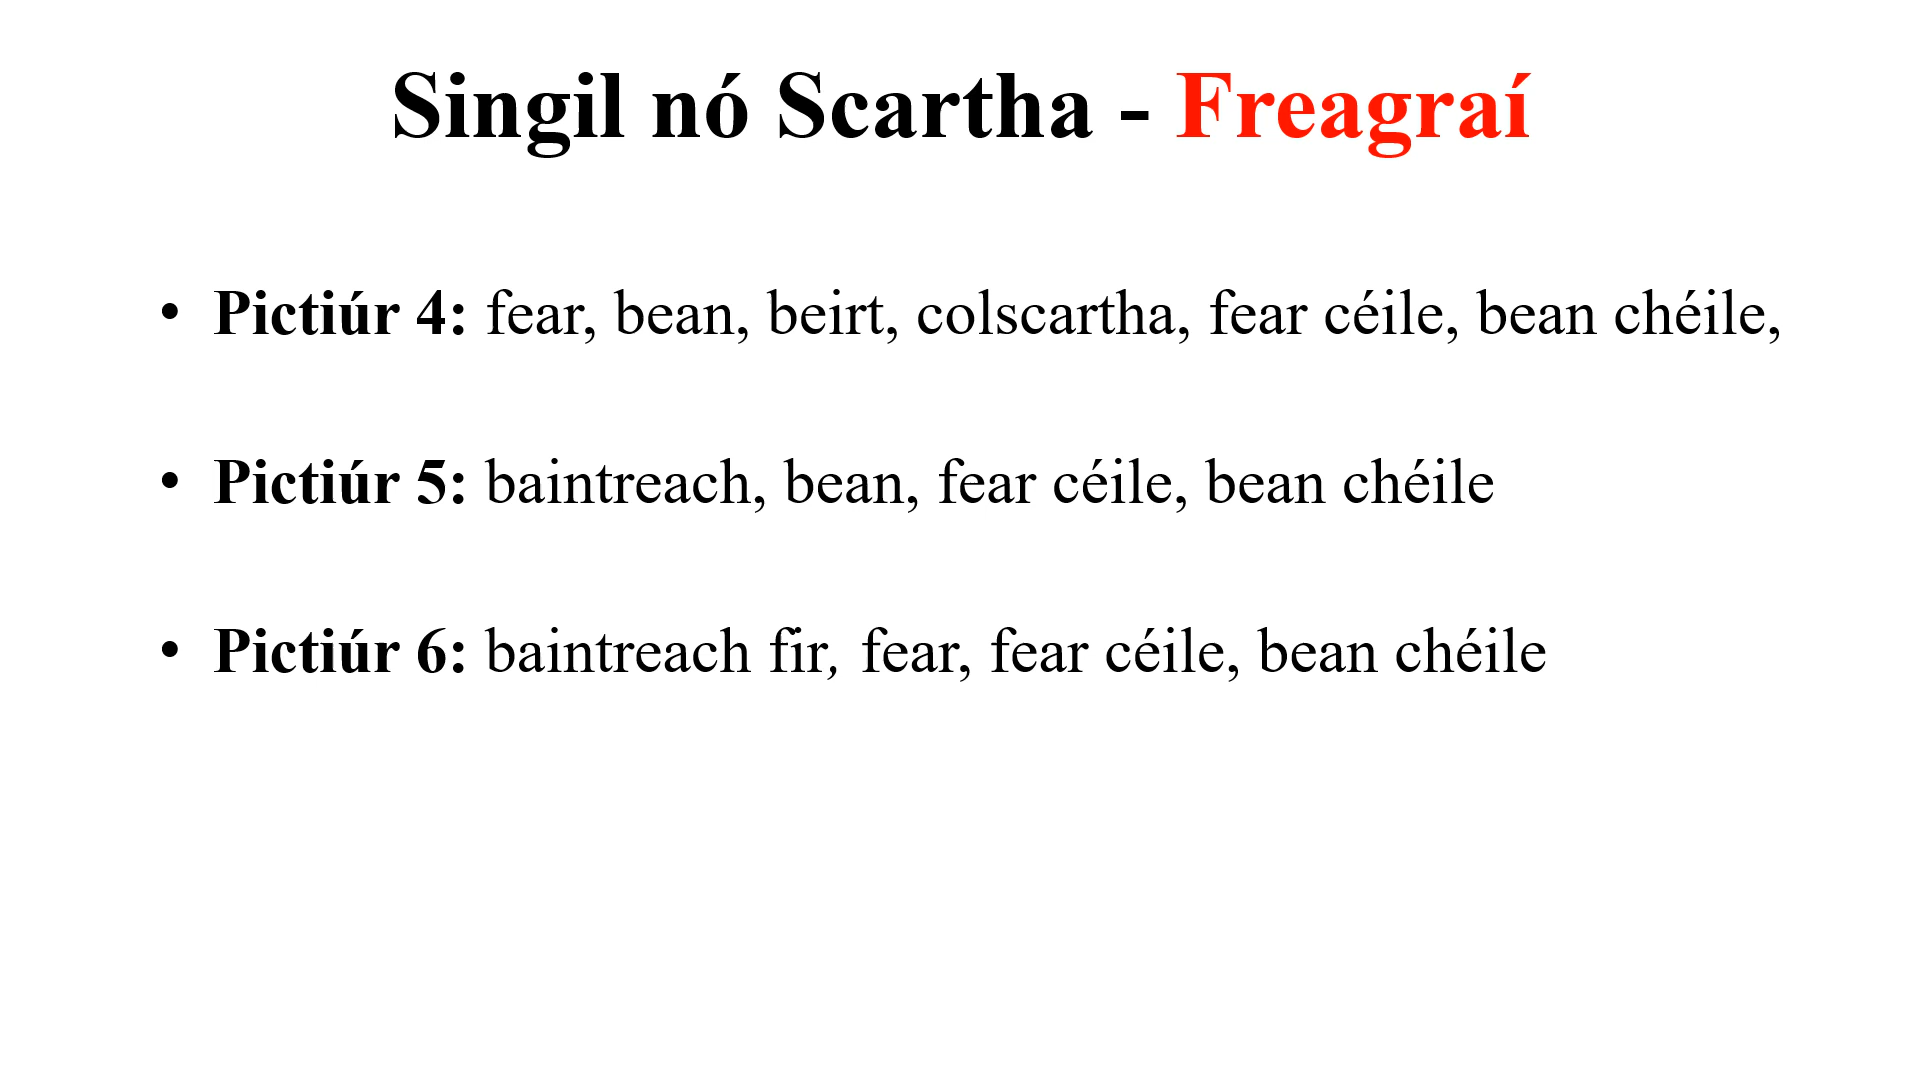 Singil nó Scartha - Freagraí
• Pictiúr 4: fear, bean, beirt, colscartha, fear céile, bean chéile,
• Pictiúr 5: baintreach, bean, fear céile, bean chéile
• Pictiúr 6: baintreach fir, fear, fear céile, bean chéile